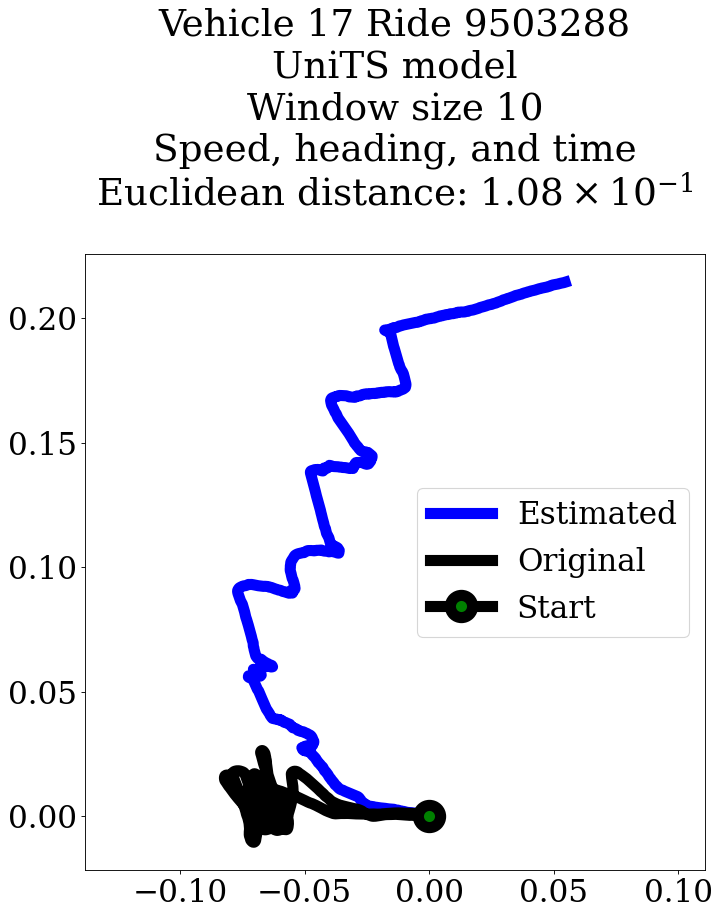 Vehicle 17 Ride 9503288
UniTS model
Window size 10
Speed, heading, and time
Euclidean distance: 1.08 × 10⁻¹
0.20
0.15
0.10
0.05
0.00
Estimated
Original
Start
−0.10
−0.05
0.00
0.05
0.10